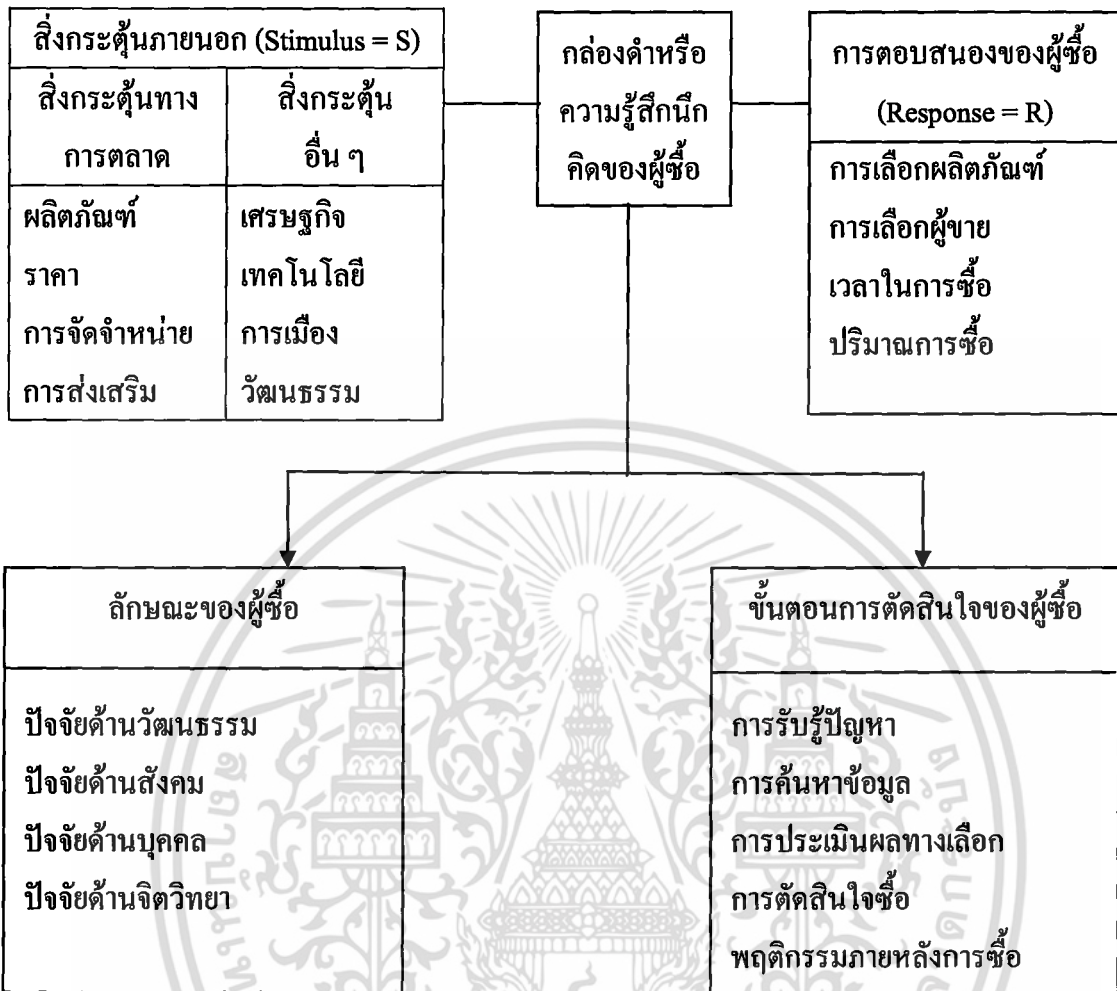 สิ่งกระตุ้นภายนอก (Stimulus = S)
สิ่งกระตุ้นทาง
การตลาด
สิ่งกระตุ้น
อื่น ๆ
ผลิตภัณฑ์
ราคา
การจัดจำหน่าย
การส่งเสริม
เศรษฐกิจ
เทคโนโลยี
การเมือง
วัฒนธรรม
กล่องดำหรือ
ความรู้สึกนึก
คิดของผู้ซื้อ
การตอบสนองของผู้ซื้อ
(Response = R)
การเลือกผลิตภัณฑ์
การเลือกผู้ขาย
เวลาในการซื้อ
ปริมาณการซื้อ
ลักษณะของผู้ซื้อ
ปัจจัยด้านวัฒนธรรม
ปัจจัยด้านสังคม
ปัจจัยด้านบุคคล
ปัจจัยด้านจิตวิทยา
ขั้นตอนการตัดสินใจของผู้ซื้อ
การรับรู้ปัญหา
การค้นหาข้อมูล
การประเมินผลทางเลือก
การตัดสินใจซื้อ
พฤติกรรมภายหลังการซื้อ